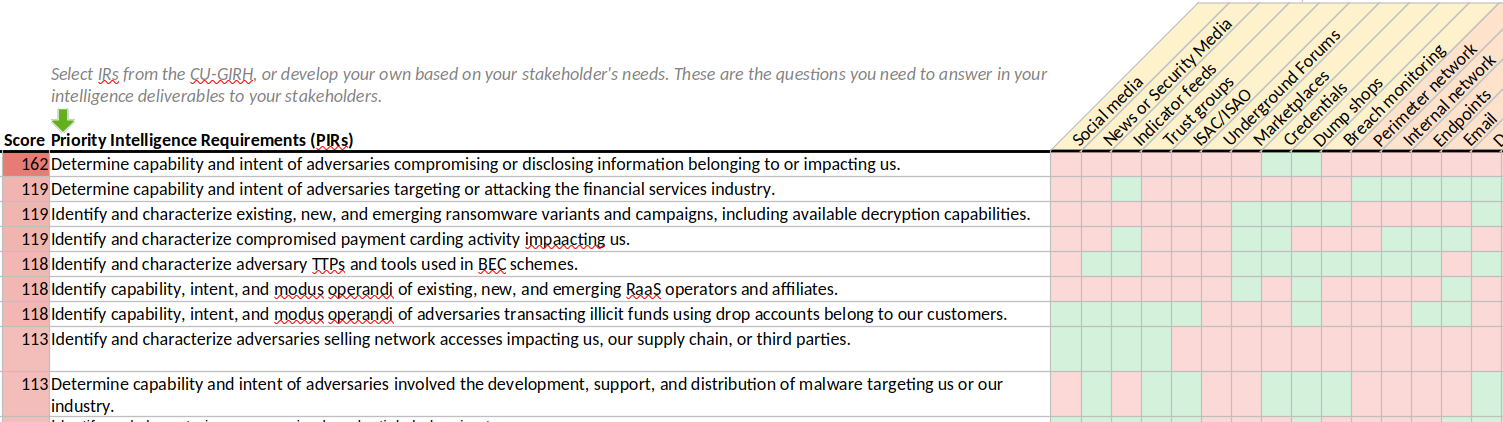 Select IRs from the CU-GIRH, or develop your own based on your stakeholder's needs. These are the questions you need to answer in your
intelligence deliverables to your stakeholders.
Social media
News or Security Media
Indicator feeds
Trust groups
ISAC/ISAO
Underground Forums
Marketplaces
Credentials
Dump shops
Breach monitoring
Perimeter network
Internal network
Endpoints
Email
Score Priority Intelligence Requirements (PIRs)
162 Determine capability and intent of adversaries compromising or disclosing information belonging to or impacting us.
119 Determine capability and intent of adversaries targeting or attacking the financial services industry.
119 Identify and characterize existing, new, and emerging ransomware variants and campaigns, including available decryption capabilities.
119 Identify and characterize compromised payment carding activity impaacting us.
118 Identify and characterize adversary TTPs and tools used in BEC schemes.
118 Identify capability, intent, and modus operandi of existing, new, and emerging RaaS operators and affiliates.
118 Identify capability, intent, and modus operandi of adversaries transacting illicit funds using drop accounts belong to our customers.
113 Identify and characterize adversaries selling network accesses impacting us, our supply chain, or third parties.
113 Determine capability and intent of adversaries involved the development, support, and distribution of malware targeting us or our
industry.